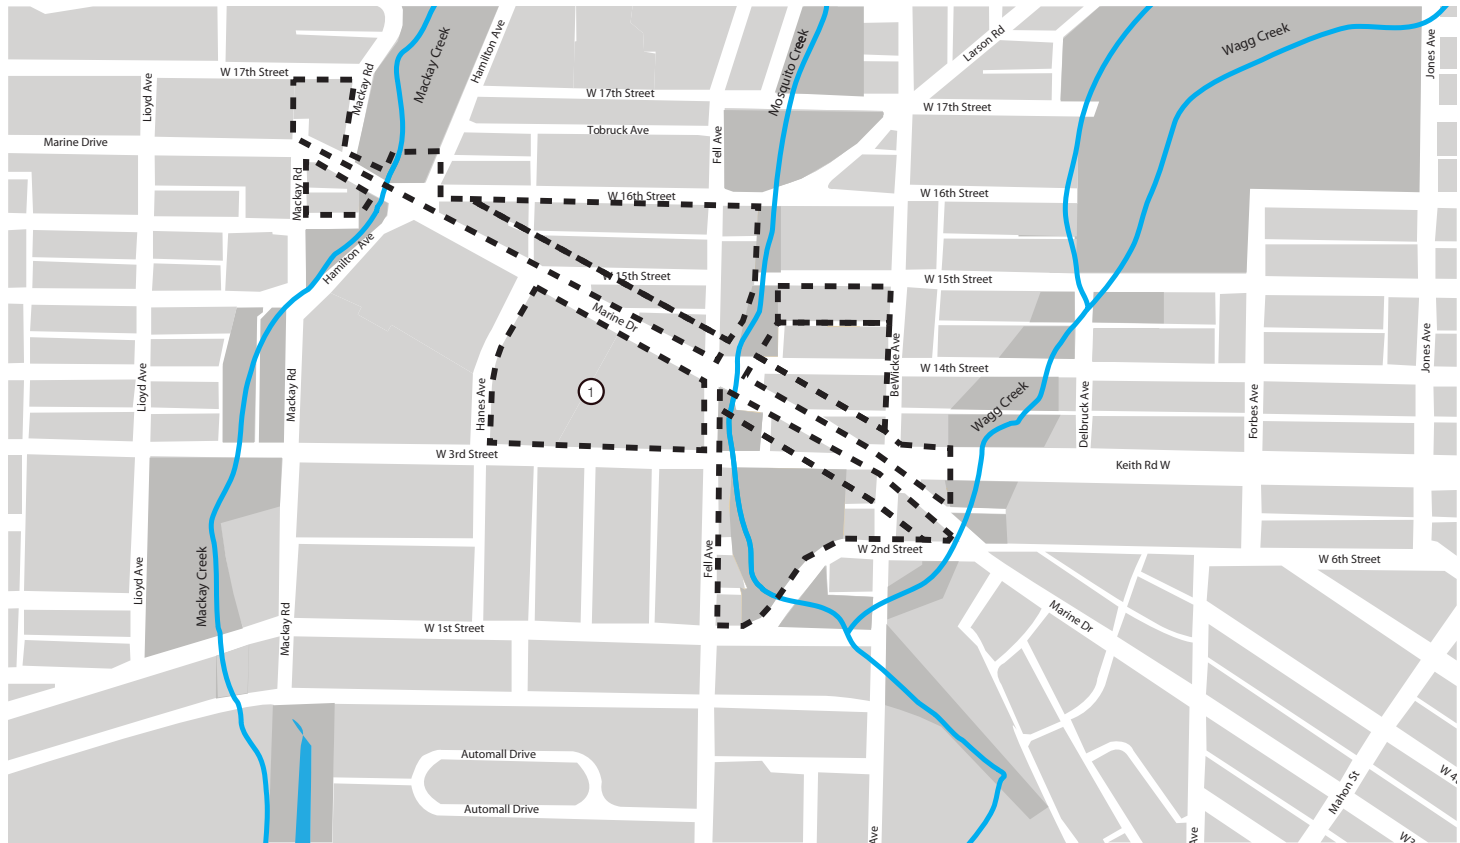 Mackay Creek
Hamilton Ave
Mosquito Creek
Larson Rd
Wagg Creek
Jones Ave
W 17th Street
Lloyd Ave
Mackay Rd
W 17th Street
W 17th Street
Marine Drive
Tobruck Ave
Fell Ave
Mackay Rd
W 16th Street
W 16th Street
Hamilton Ave
W 15th Street
W 15th Street
Marine Dr
BeWicke Ave
Jones Ave
W 14th Street
Lloyd Ave
Mackay Rd
Hanes Ave
1
Wagg Creek
Delbruck Ave
Forbes Ave
W 3rd Street
Keith Rd W
Mackay Creek
Lloyd Ave
Fell Ave
W 2nd Street
W 6th Street
Mackay Rd
W 1st Street
Marine Dr
Automall Drive
Automall Drive
Mahon St
W 4
W3
Ave
Ave